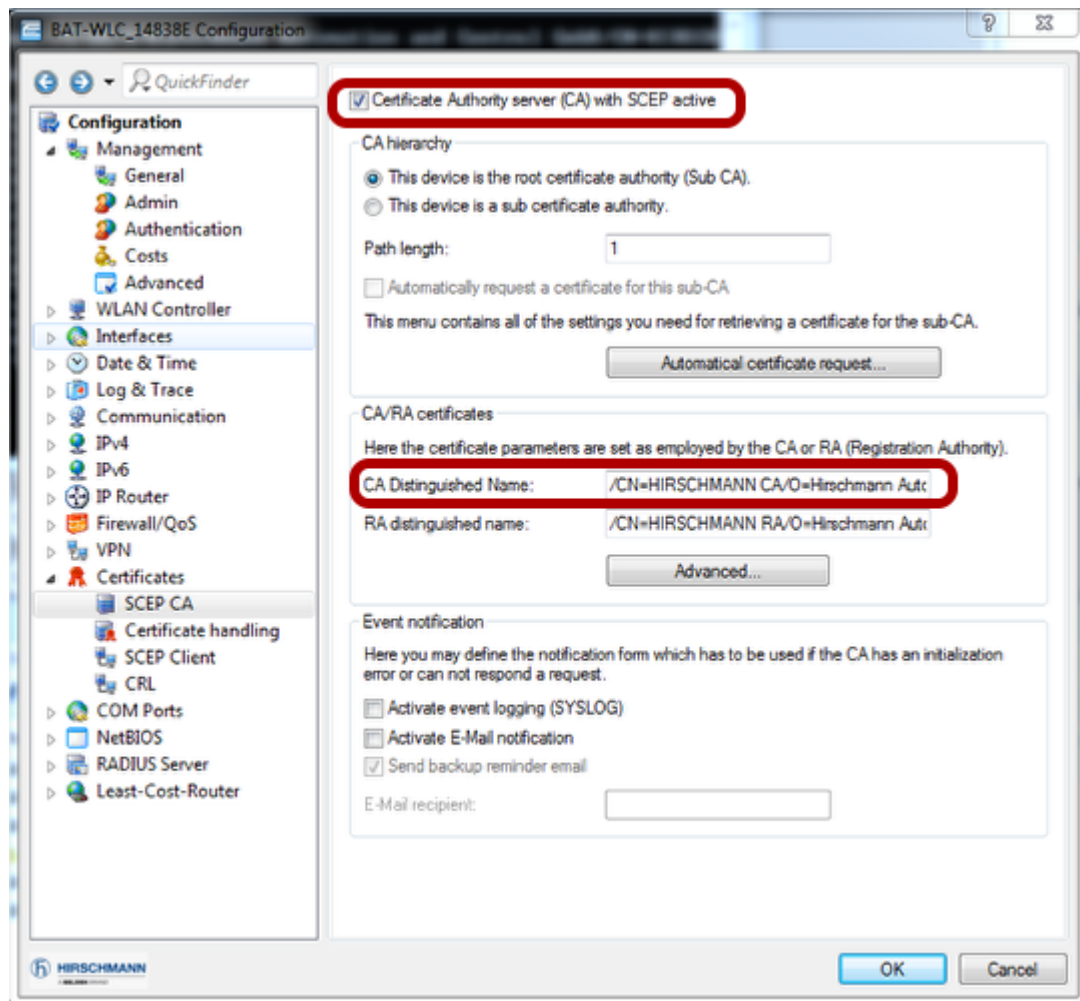 BAT-WLC_14838E Configuration
QuickFinder
Configuration
Management
General
Admin
Authentication
Costs
Advanced
WLAN Controller
Interfaces
Date & Time
Log & Trace
Communication
IPv4
IPv6
IP Router
Firewall/QoS
VPN
Certificates
SCEP CA
Certificate handling
SCEP Client
CRL
COM Ports
NetBIOS
RADIUS Server
Least-Cost-Router
Certificate Authority server (CA) with SCEP active
CA hierarchy
This device is the root certificate authority (Sub CA).
This device is a sub certificate authority.
Path length: 1
Automatically request a certificate for this sub-CA
This menu contains all of the settings you need for retrieving a certificate for the sub-CA.
Automatical certificate request...
CA/RA certificates
Here the certificate parameters are set as employed by the CA or RA (Registration Authority).
CA Distinguished Name: /CN=HIRSCHMANN CA/O=Hirschmann Auto
RA distinguished name: /CN=HIRSCHMANN RA/O=Hirschmann Auto
Advanced...
Event notification
Here you may define the notification form which has to be used if the CA has an initialization
error or can not respond a request.
Activate event logging (SYSLOG)
Activate E-Mail notification
Send backup reminder email
E-Mail recipient:
HIRSCHMANN
OK
Cancel